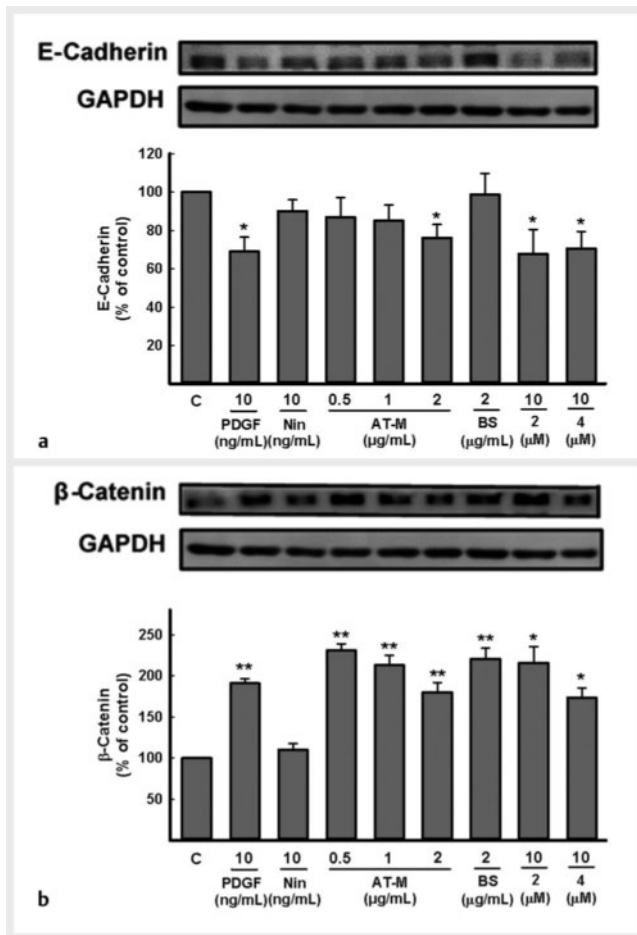 E-Cadherin
GAPDH
120
100
80
60
40
20
E-Cadherin
(% of control)
* * * *
C 10 10 0.5 1 2 2 10 10
PDGF Nin AT-M BS 2 4
(ng/mL) (ng/mL) (µg/mL) (µg/mL) (µM) (µM)
a
β-Catenin
GAPDH
250
200
150
100
50
β-Catenin
(% of control)
** ** ** ** ** * *
C 10 10 0.5 1 2 2 10 10
PDGF Nin AT-M BS 2 4
(ng/mL) (ng/mL) (µg/mL) (µg/mL) (µM) (µM)
b